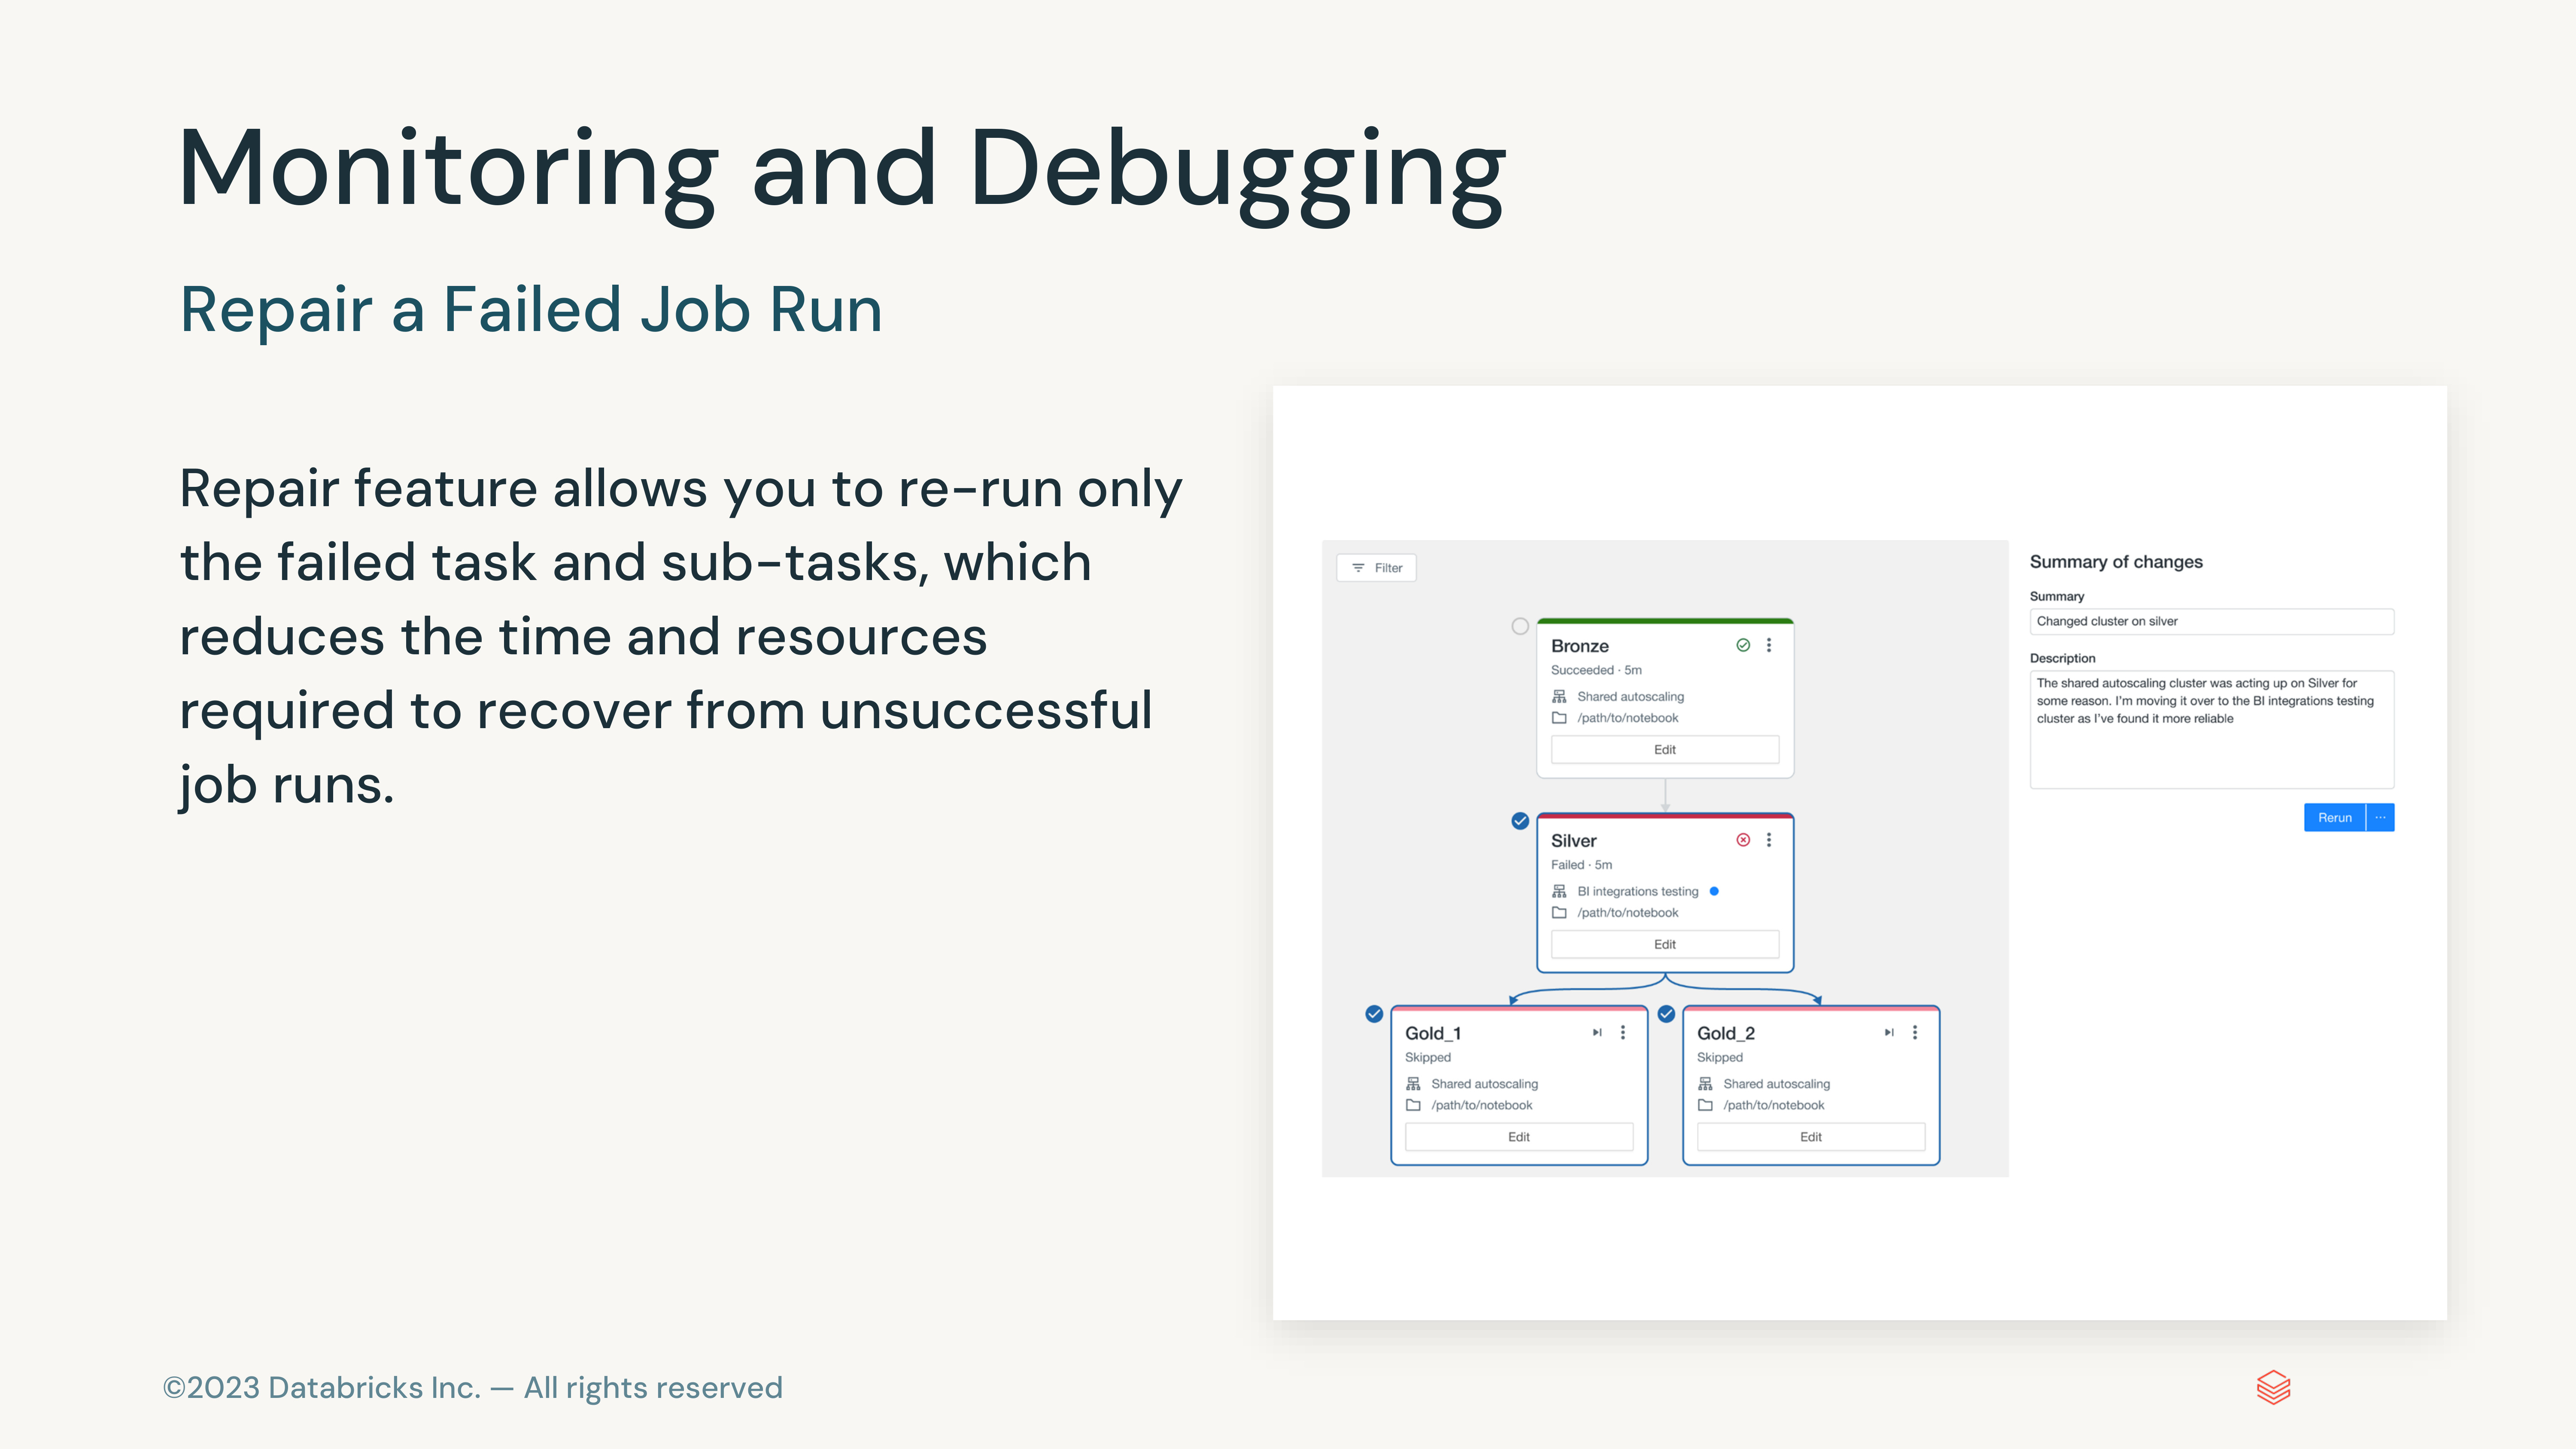 Monitoring and Debugging
Repair a Failed Job Run
Repair feature allows you to re-run only
the failed task and sub-tasks, which
reduces the time and resources
required to recover from unsuccessful
job runs.
Filter
Bronze
Succeeded · 5m
Shared autoscaling
/path/to/notebook
Edit
Silver
Failed · 5m
BI integrations testing
/path/to/notebook
Edit
Gold_1
Skipped
Shared autoscaling
/path/to/notebook
Edit
Gold_2
Skipped
Shared autoscaling
/path/to/notebook
Edit
Summary of changes
Summary
Changed cluster on silver
Description
The shared autoscaling cluster was acting up on Silver for
some reason. I'm moving it over to the BI integrations testing
cluster as I've found it more reliable
Rerun ···
©2023 Databricks Inc. — All rights reserved